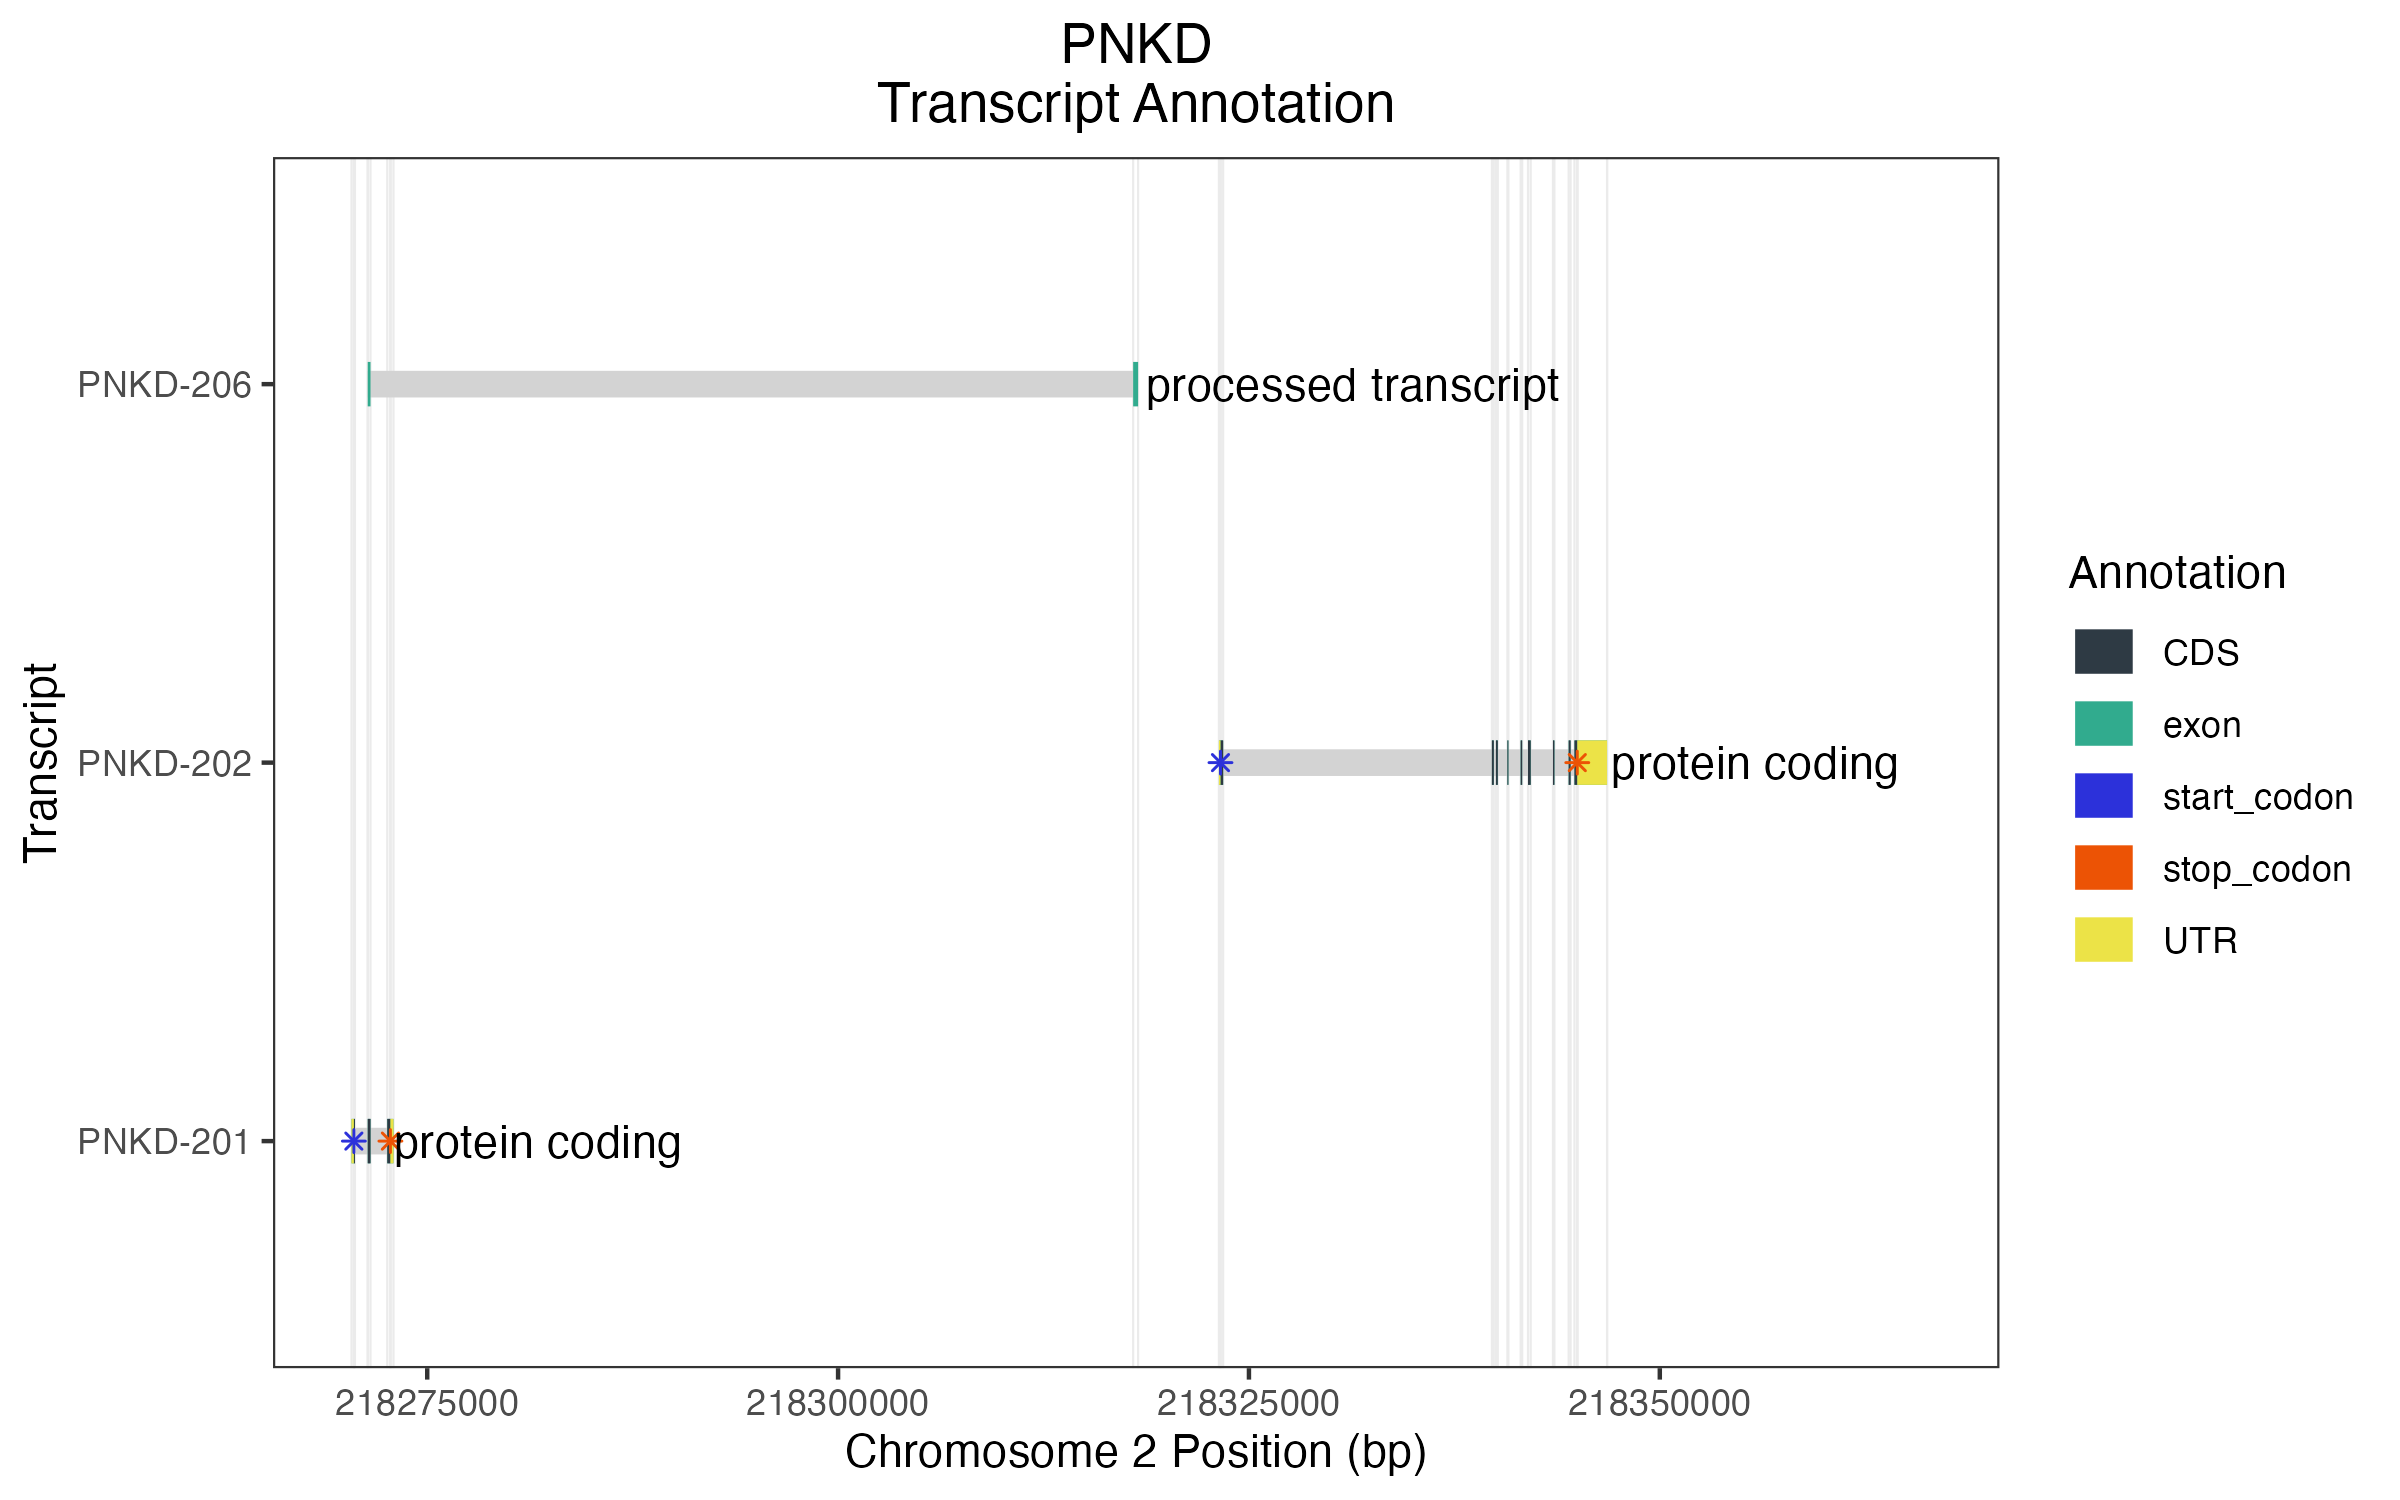 PNKD
Transcript Annotation
Transcript
PNKD-206
processed transcript
PNKD-202
protein coding
PNKD-201
protein coding
218275000
218300000
218325000
218350000
Chromosome 2 Position (bp)
Annotation
CDS
exon
start_codon
stop_codon
UTR